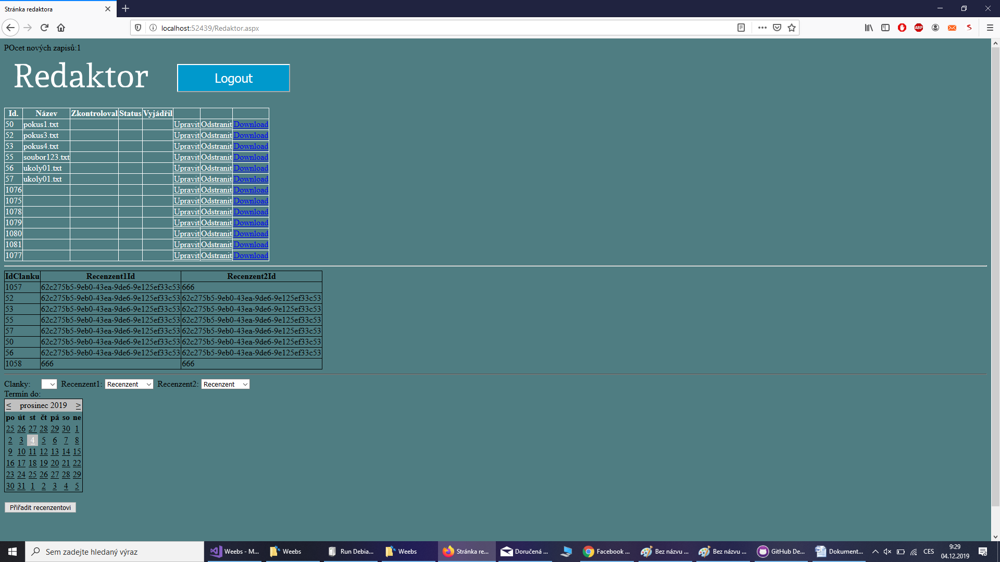 Stránka redaktora
localhost:52439/Redaktor.aspx
ABP
POcet nových zapisů:1
Redaktor
Logout
Id. Název Zkontroloval Status Vyjádřil
50 pokus1.txt Upravit Odstranit Download
52 pokus3.txt Upravit Odstranit Download
53 pokus4.txt Upravit Odstranit Download
55 soubor123.txt Upravit Odstranit Download
56 ukoly01.txt Upravit Odstranit Download
57 ukoly01.txt Upravit Odstranit Download
1076 Upravit Odstranit Download
1075 Upravit Odstranit Download
1078 Upravit Odstranit Download
1079 Upravit Odstranit Download
1080 Upravit Odstranit Download
1081 Upravit Odstranit Download
1077 Upravit Odstranit Download
IdClanku Recenzent1Id Recenzent2Id
1057 62c275b5-9eb0-43ea-9de6-9e125ef33c53 666
52 62c275b5-9eb0-43ea-9de6-9e125ef33c53 62c275b5-9eb0-43ea-9de6-9e125ef33c53
53 62c275b5-9eb0-43ea-9de6-9e125ef33c53 62c275b5-9eb0-43ea-9de6-9e125ef33c53
55 62c275b5-9eb0-43ea-9de6-9e125ef33c53 62c275b5-9eb0-43ea-9de6-9e125ef33c53
57 62c275b5-9eb0-43ea-9de6-9e125ef33c53 62c275b5-9eb0-43ea-9de6-9e125ef33c53
50 62c275b5-9eb0-43ea-9de6-9e125ef33c53 62c275b5-9eb0-43ea-9de6-9e125ef33c53
56 62c275b5-9eb0-43ea-9de6-9e125ef33c53 62c275b5-9eb0-43ea-9de6-9e125ef33c53
1058 666 666
Clanky: Recenzent1: Recenzent Recenzent2: Recenzent
Termín do:
< prosinec 2019 >
po út st čt pá so ne
25 26 27 28 29 30 1
2 3 4 5 6 7 8
9 10 11 12 13 14 15
16 17 18 19 20 21 22
23 24 25 26 27 28 29
30 31 1 2 3 4 5
Přiřadit recenzentovi
Sem zadejte hledaný výraz
Weebs - M...
Weebs
Run Debia...
Weebs
Stránka re...
Doručená ...
Facebook ...
Bez názvu ...
Bez názvu ...
GitHub De...
Dokument...
CES
9:29
04.12.2019